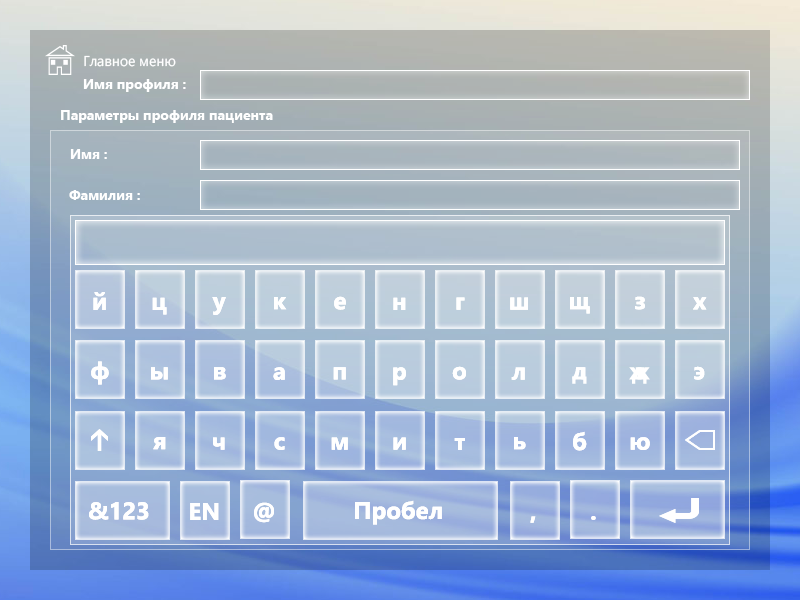 Главное меню
Имя профиля :
Параметры профиля пациента
Имя :
Фамилия :
й ц у к е н г ш щ з х
ф ы в а п р о л д ж э
я ч с м и т ь б ю
&123 EN @ Пробел , .